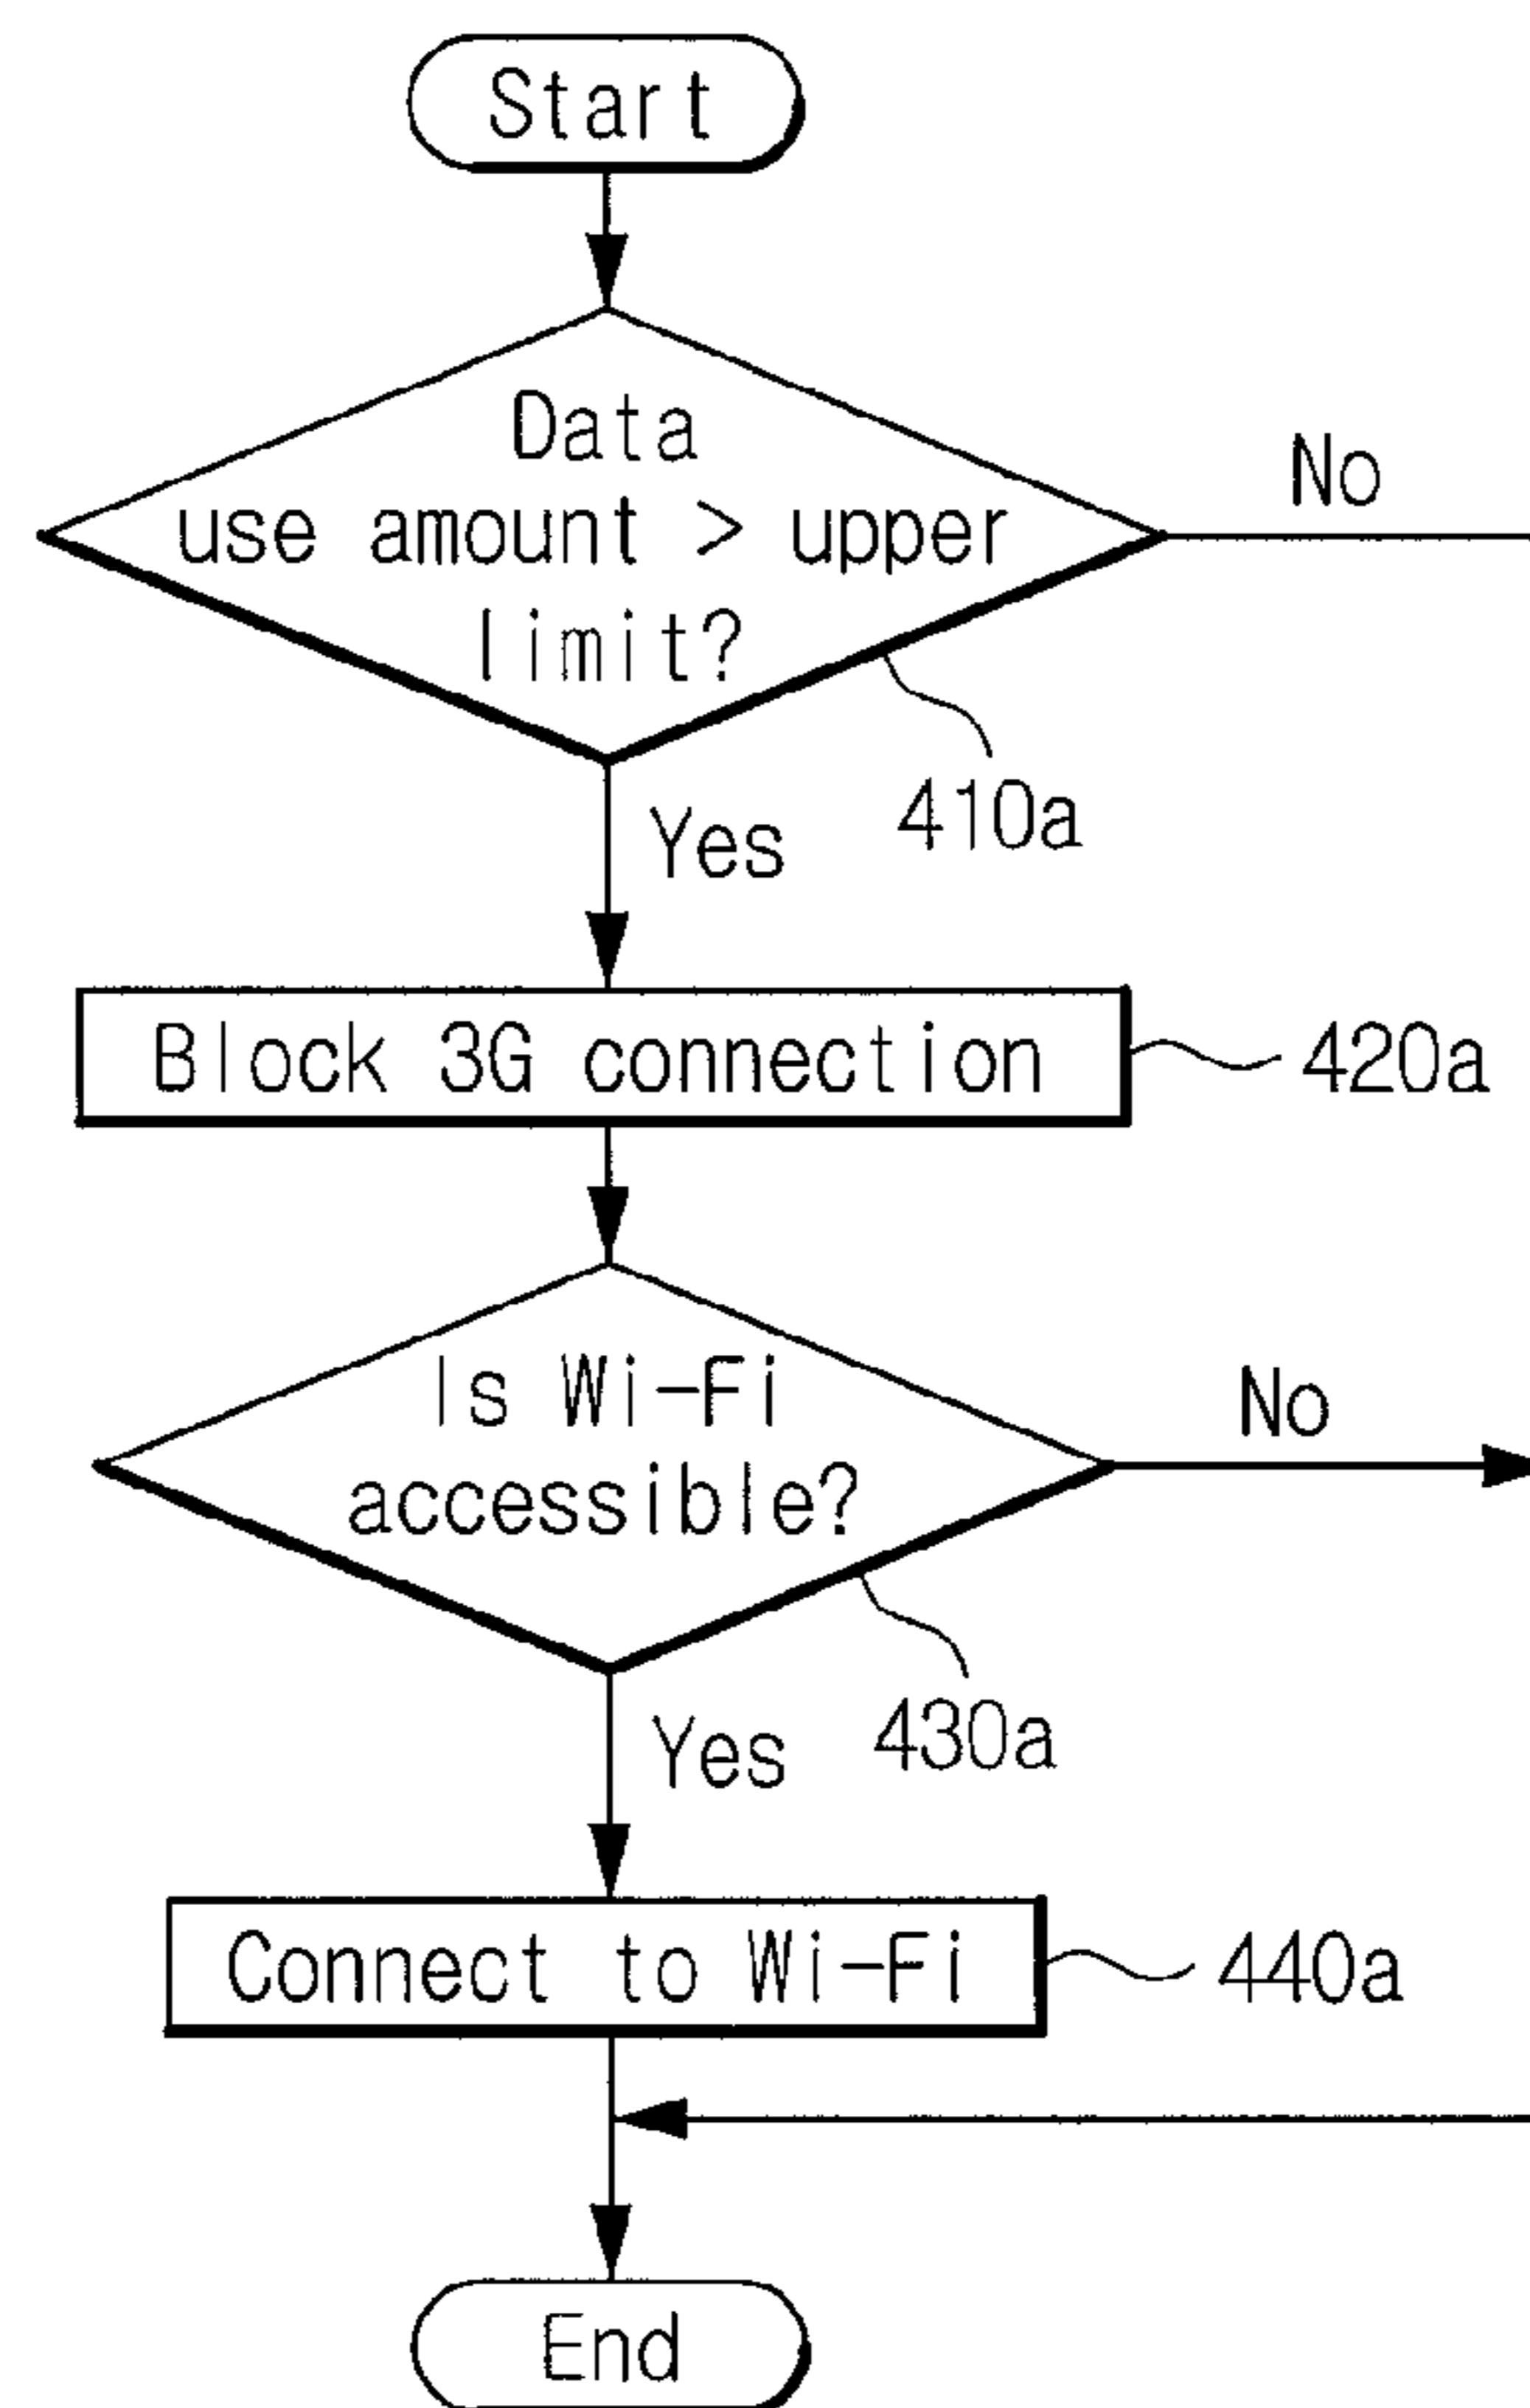 Start
Data
use amount > upper
limit?
No
410a
Yes
Block 3G connection
420a
Is Wi-Fi
accessible?
No
430a
Yes
Connect to Wi-Fi
440a
End